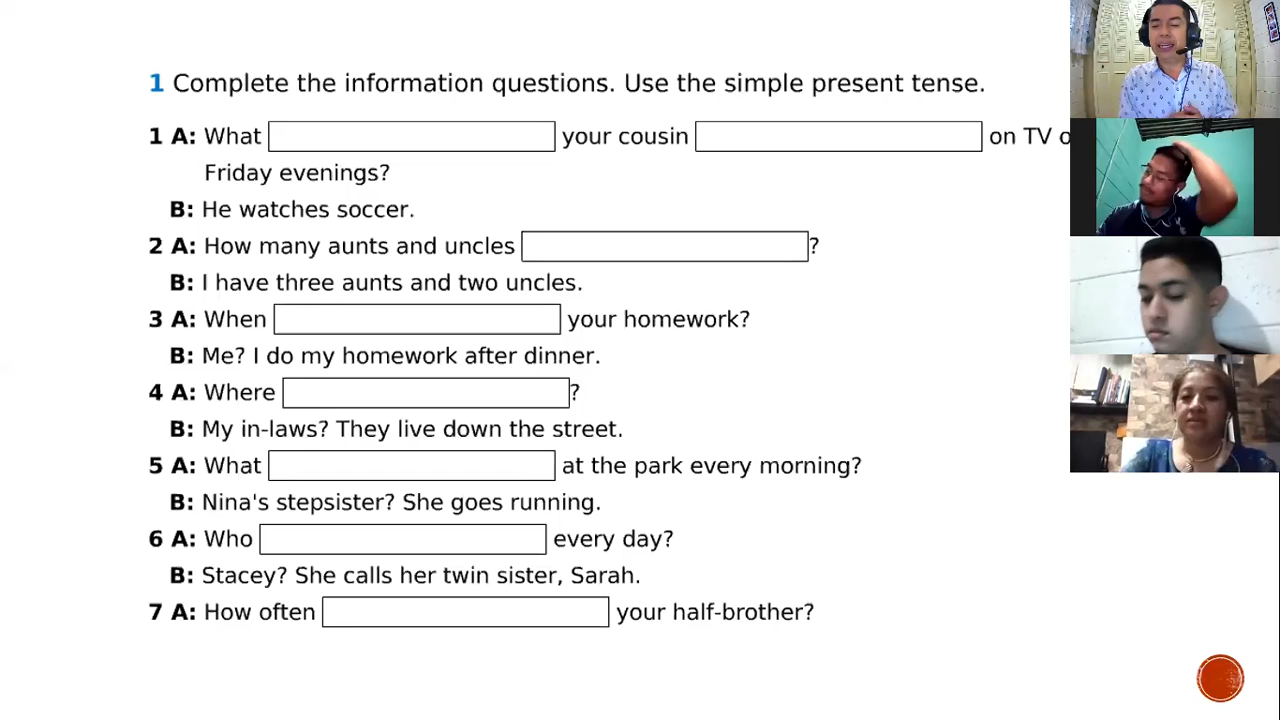 1 Complete the information questions. Use the simple present tense.
1 A: What your cousin on TV
Friday evenings?
B: He watches soccer.
2 A: How many aunts and uncles ?
B: I have three aunts and two uncles.
3 A: When your homework?
B: Me? I do my homework after dinner.
4 A: Where ?
B: My in-laws? They live down the street.
5 A: What at the park every morning?
B: Nina's stepsister? She goes running.
6 A: Who every day?
B: Stacey? She calls her twin sister, Sarah.
7 A: How often your half-brother?